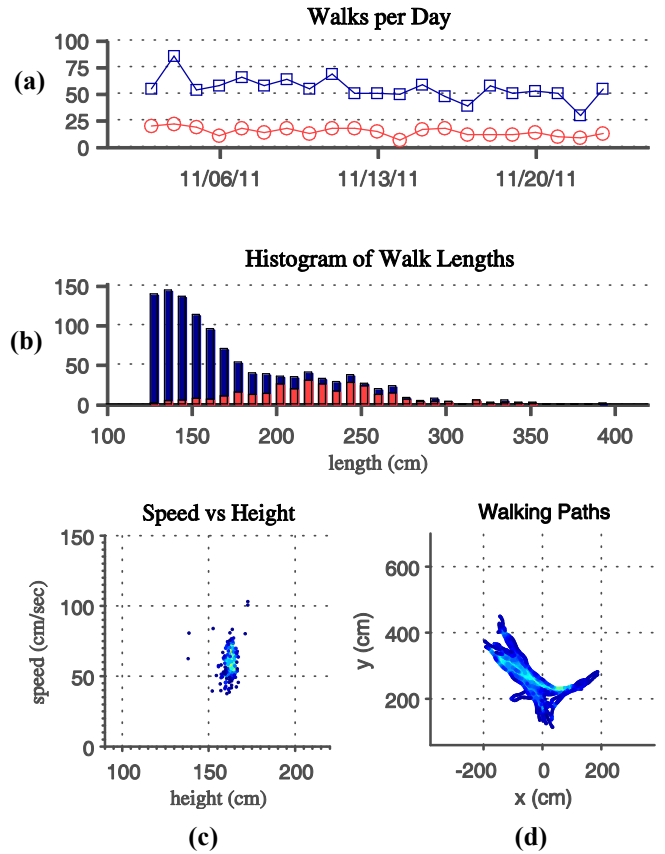 Walks per Day
(a)
100
75
50
25
0
11/06/11 11/13/11 11/20/11
Histogram of Walk Lengths
(b)
150
100
50
0
100 150 200 250 300 350 400
length (cm)
Speed vs Height
speed (cm/sec)
150
100
50
0
100 150 200
height (cm)
(c)
Walking Paths
y (cm)
600
400
200
-200 0 200
x (cm)
(d)